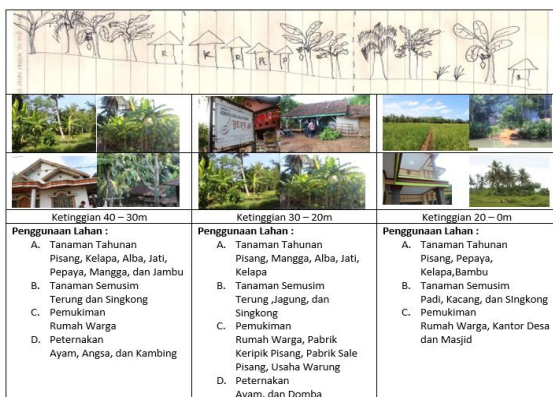 R
K
R
PL
P
Ketinggian 40 – 30m
Penggunaan Lahan :
A. Tanaman Tahunan
Pisang, Kelapa, Alba, Jati,
Pepaya, Mangga, dan Jambu
B. Tanaman Semusim
Terung dan Singkong
C. Pemukiman
Rumah Warga
D. Peternakan
Ayam, Angsa, dan Kambing
Ketinggian 30 – 20m
Penggunaan Lahan :
A. Tanaman Tahunan
Pisang, Mangga, Alba, Jati,
Kelapa
B. Tanaman Semusim
Terung ,Jagung, dan
Singkong
C. Pemukiman
Rumah Warga, Pabrik
Keripik Pisang, Pabrik Sale
Pisang, Usaha Warung
D. Peternakan
Ayam, dan Domba
Ketinggian 20 – 0m
Penggunaan Lahan :
A. Tanaman Tahunan
Pisang, Pepaya,
Kelapa,Bambu
B. Tanaman Semusim
Padi, Kacang, dan SIngkong
C. Pemukiman
Rumah Warga, Kantor Desa
dan Masjid